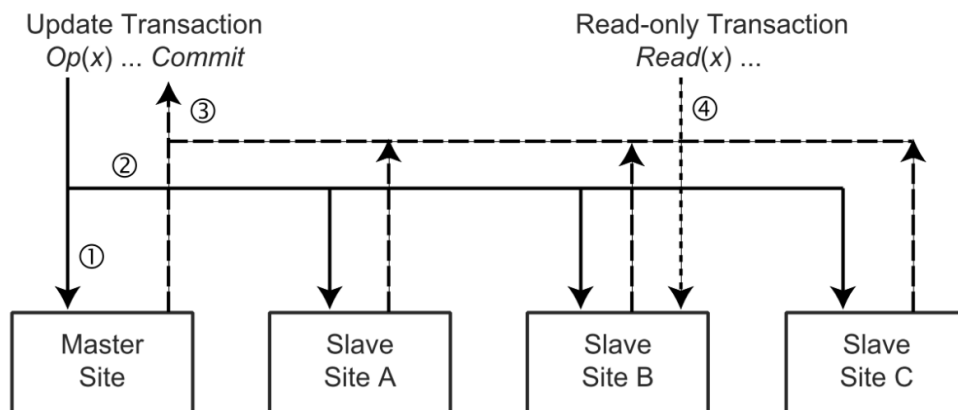 Update Transaction
Op(x) ... Commit
Read-only Transaction
Read(x) ...
③
④
②
①
Master
Site
Slave
Site A
Slave
Site B
Slave
Site C